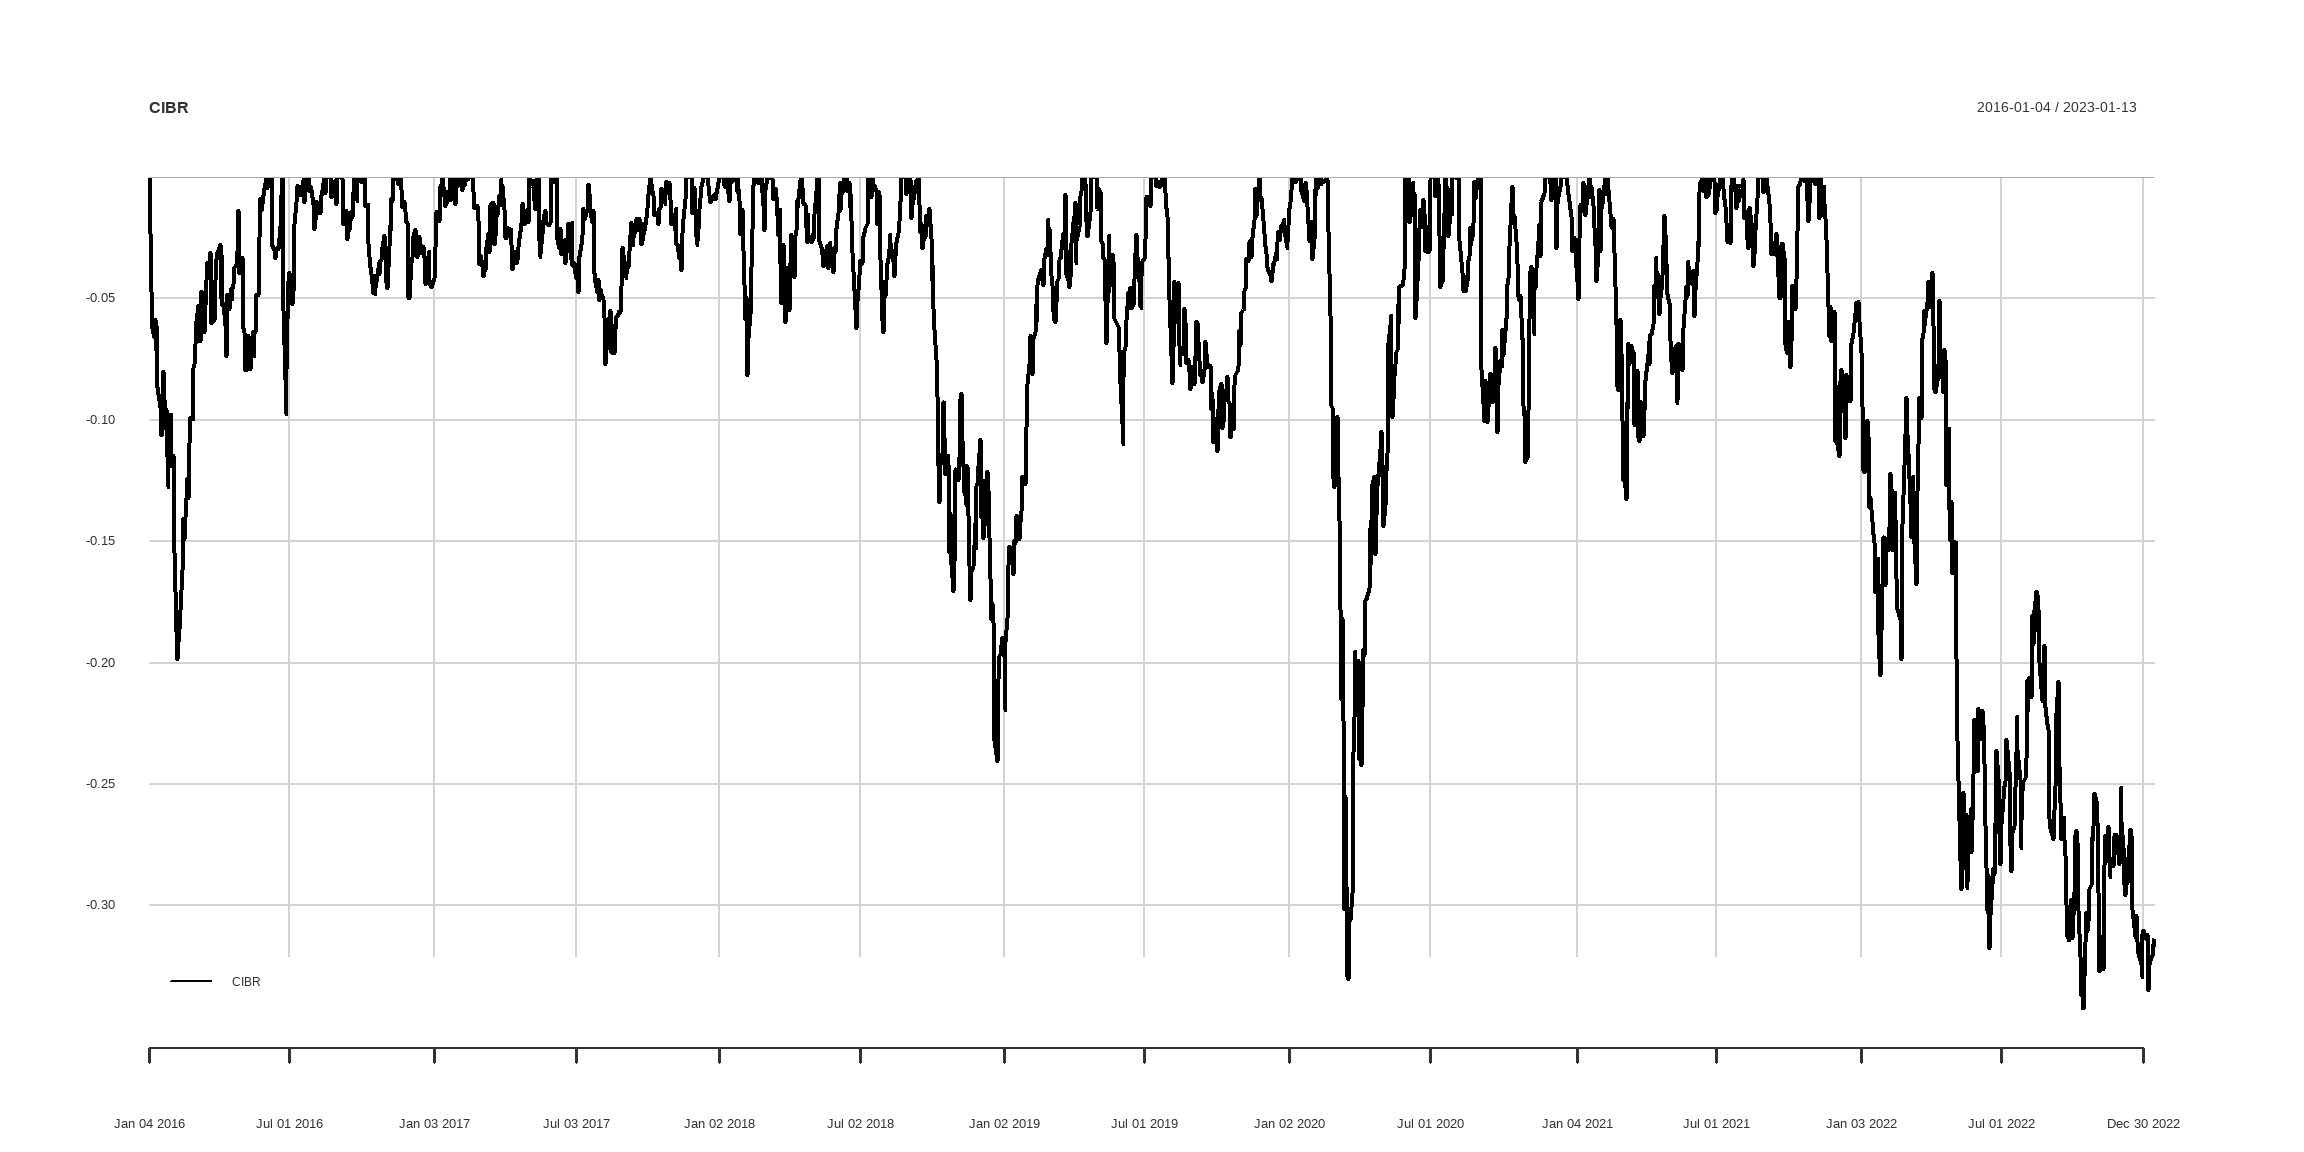 CIBR
2016-01-04 / 2023-01-13
-0.05
-0.10
-0.15
-0.20
-0.25
-0.30
CIBR
Jan 04 2016
Jul 01 2016
Jan 03 2017
Jul 03 2017
Jan 02 2018
Jul 02 2018
Jan 02 2019
Jul 01 2019
Jan 02 2020
Jul 01 2020
Jan 04 2021
Jul 01 2021
Jan 03 2022
Jul 01 2022
Dec 30 2022